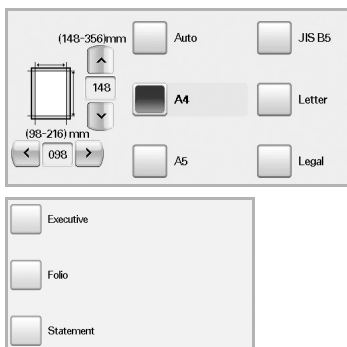 (148-356)mm
Auto
JIS B5
148
A4
Letter
(98-216) mm
098
A5
Legal
Executive
Folio
Statement